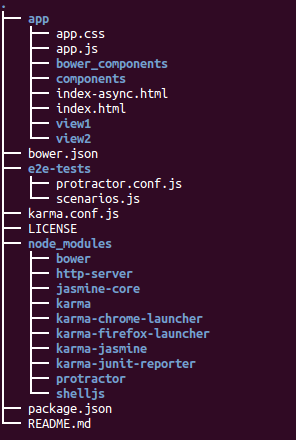 .
app
app.css
app.js
bower_components
components
index-async.html
index.html
view1
view2
bower.json
e2e-tests
protractor.conf.js
scenarios.js
karma.conf.js
LICENSE
node_modules
bower
http-server
jasmine-core
karma
karma-chrome-launcher
karma-firefox-launcher
karma-jasmine
karma-junit-reporter
protractor
shelljs
package.json
README.md